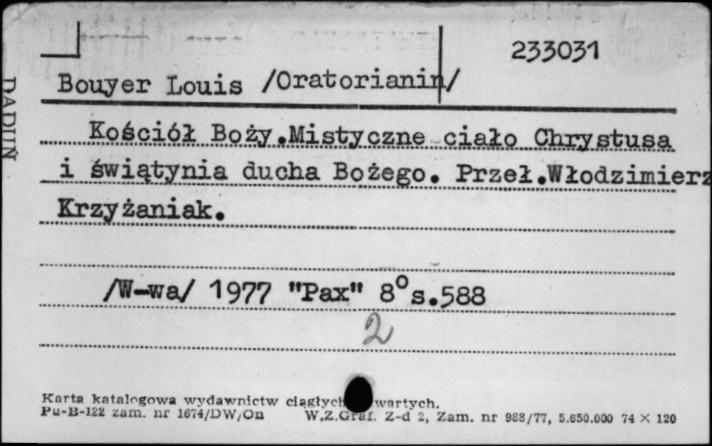 233031
Bouyer Louis /Oratorianin/
Kościół Boży.Mistyczne ciało Chrystusa
i świątynia ducha Bożego. Przeł.Włodzimierz
Krzyżaniak.
/W-wa/ 1977 "Pax" 8° s.588
2
Karta katalogowa wydawnictw ciągłych wartych.
Pu-B-122 zam. nr 1674/DW/On W.Z.Graf. Z-d 2, Zam. nr 988/77, 5.650.000 74 × 120